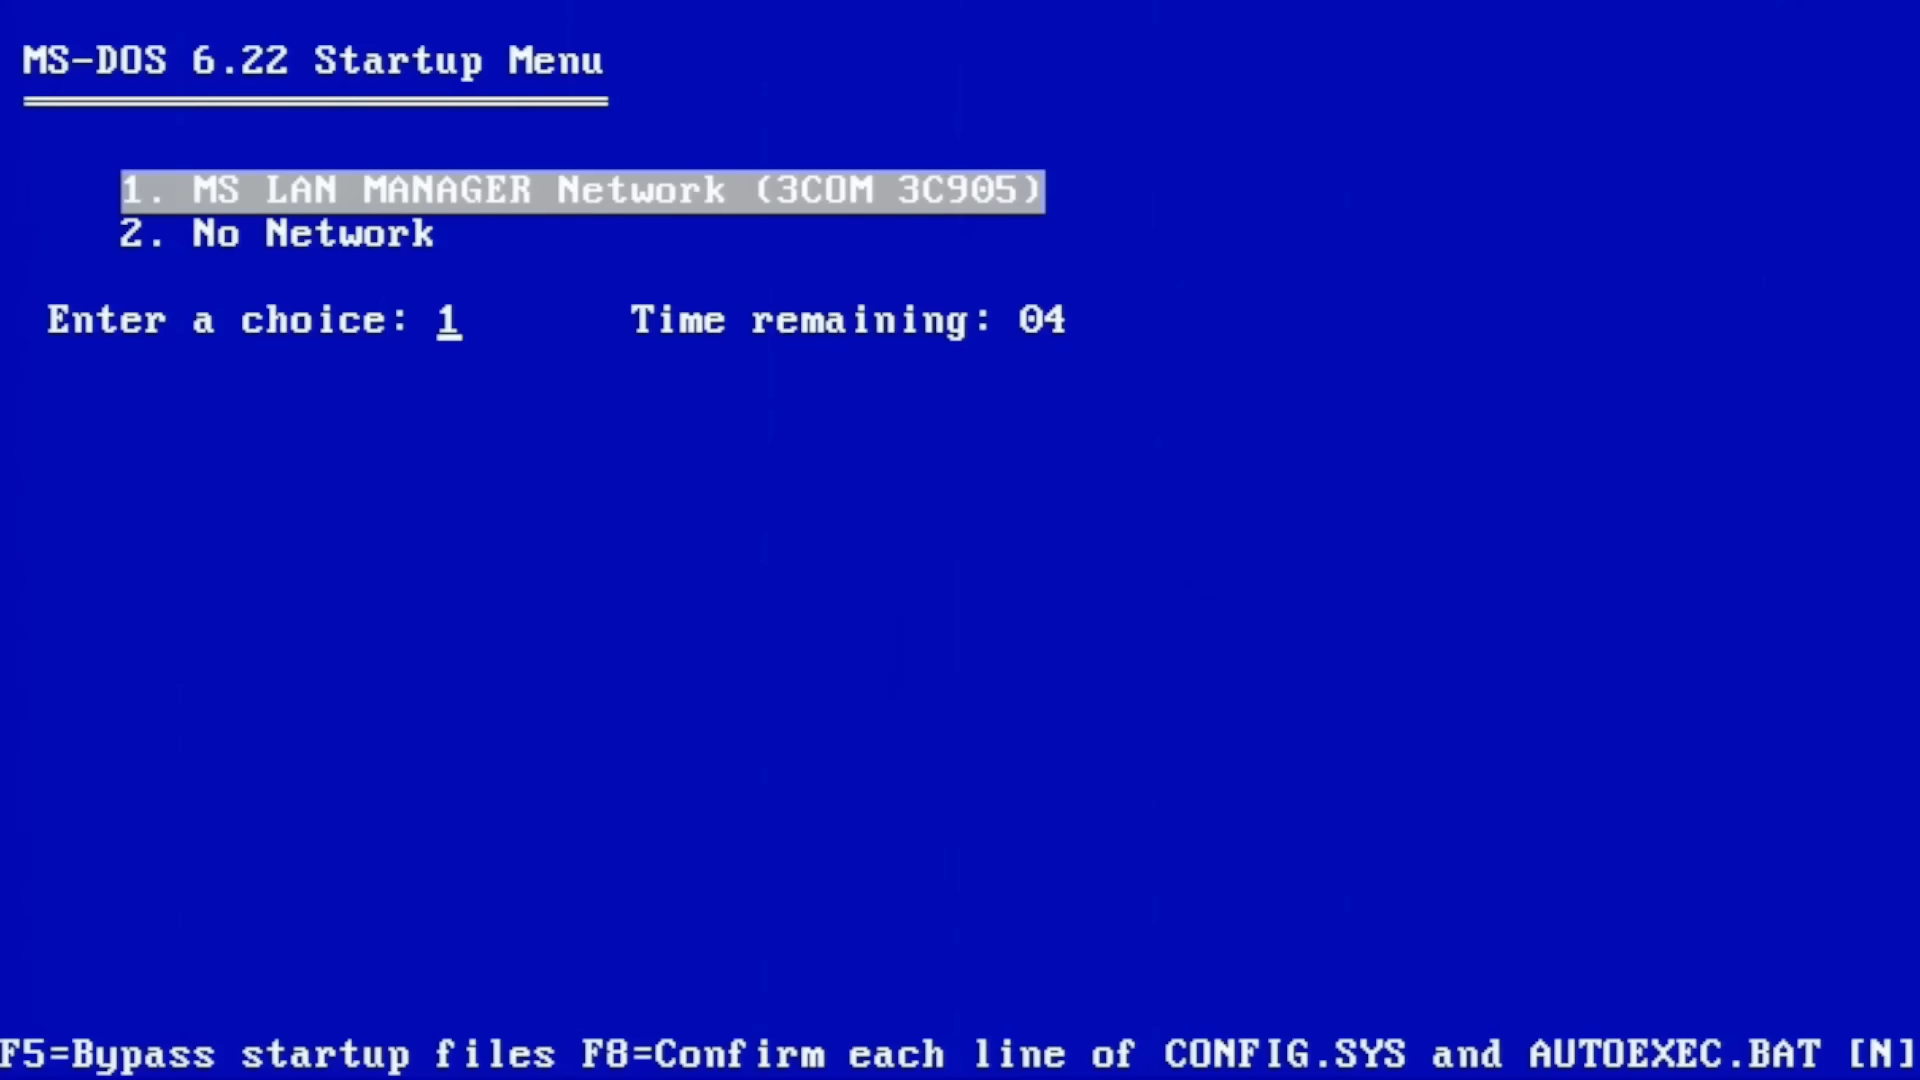 MS-DOS 6.22 Startup Menu
1. MS LAN MANAGER Network (3COM 3C905)
2. No Network
Enter a choice: 1 Time remaining: 04
F5=Bypass startup files F8=Confirm each line of CONFIG.SYS and AUTOEXEC.BAT [N]